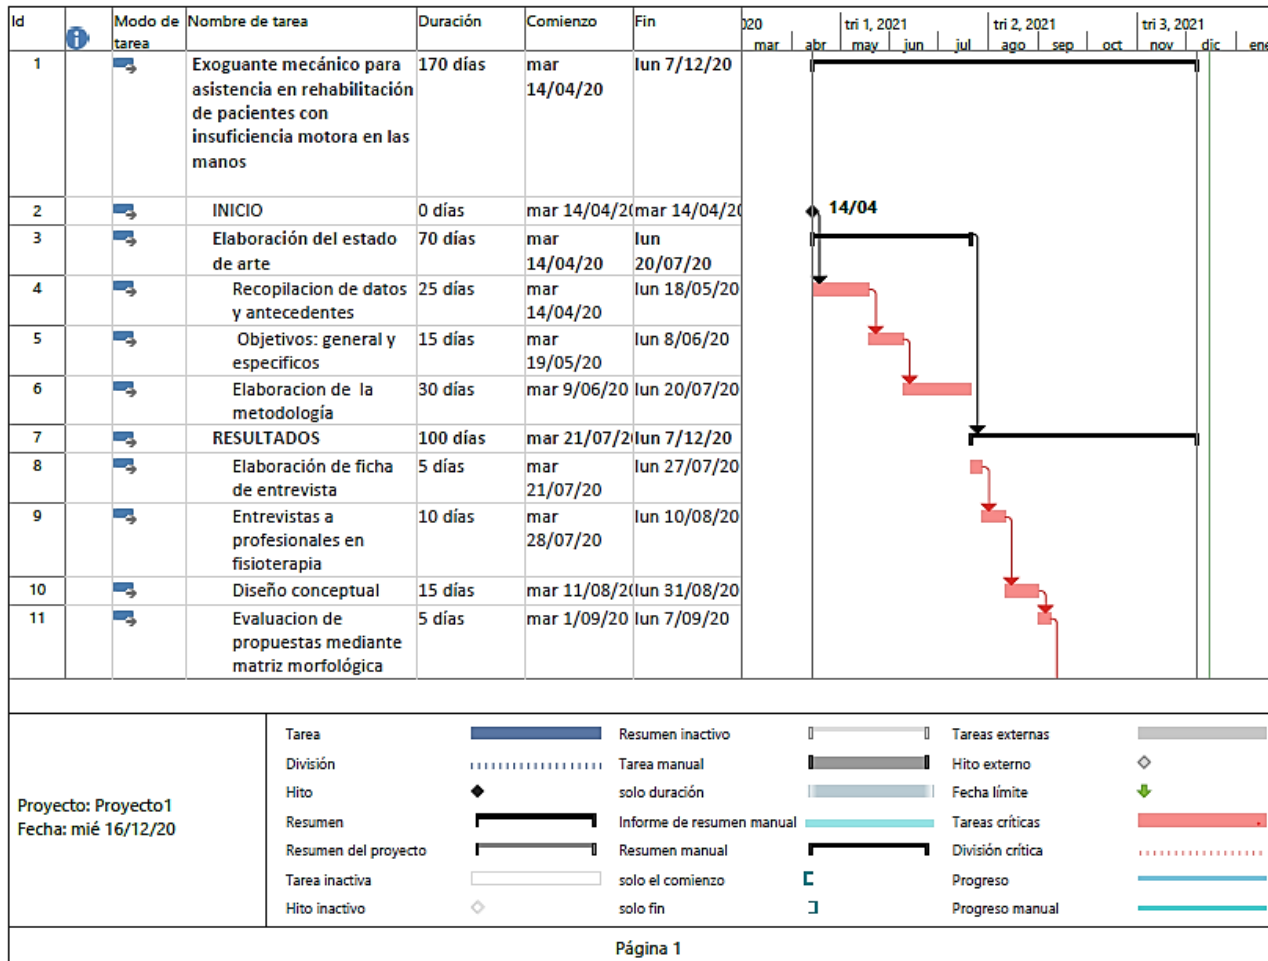 Id Modo de Nombre de tarea Duración Comienzo Fin 020 tri 1, 2021 tri 2, 2021 tri 3, 2021
tarea mar abr may jun jul ago sep oct nov dic ene
1 Exoguante mecánico para 170 días mar lun 7/12/20
asistencia en rehabilitación 14/04/20
de pacientes con
insuficiencia motora en las
manos
2 INICIO 0 días mar 14/04/20 mar 14/04/20 14/04
3 Elaboración del estado 70 días mar lun
de arte 14/04/20 20/07/20
4 Recopilacion de datos 25 días mar lun 18/05/20
y antecedentes 14/04/20
5 Objetivos: general y 15 días mar lun 8/06/20
especificos 19/05/20
6 Elaboracion de la 30 días mar 9/06/20 lun 20/07/20
metodología
7 RESULTADOS 100 días mar 21/07/20 lun 7/12/20
8 Elaboración de ficha 5 días mar lun 27/07/20
de entrevista 21/07/20
9 Entrevistas a 10 días mar lun 10/08/20
profesionales en 28/07/20
fisioterapia
10 Diseño conceptual 15 días mar 11/08/20 lun 31/08/20
11 Evaluacion de 5 días mar 1/09/20 lun 7/09/20
propuestas mediante
matriz morfológica
Proyecto: Proyecto1
Fecha: mié 16/12/20
Tarea Resumen inactivo Tareas externas
División Tarea manual Hito externo
Hito solo duración Fecha límite
Resumen Informe de resumen manual Tareas críticas
Resumen del proyecto Resumen manual División crítica
Tarea inactiva solo el comienzo Progreso
Hito inactivo solo fin Progreso manual
Página 1